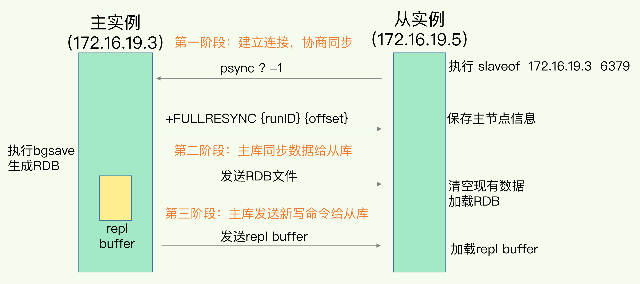 主实例
(172.16.19.3)
从实例
(172.16.19.5)
第一阶段：建立连接，协商同步
psync ? –1
执行 slaveof 172.16.19.3 6379
+FULLRESYNC {runID} {offset}
保存主节点信息
执行bgsave
生成RDB
第二阶段：主库同步数据给从库
发送RDB文件
清空现有数据
加载RDB
第三阶段：主库发送新写命令给从库
repl
buffer
发送repl buffer
加载repl buffer